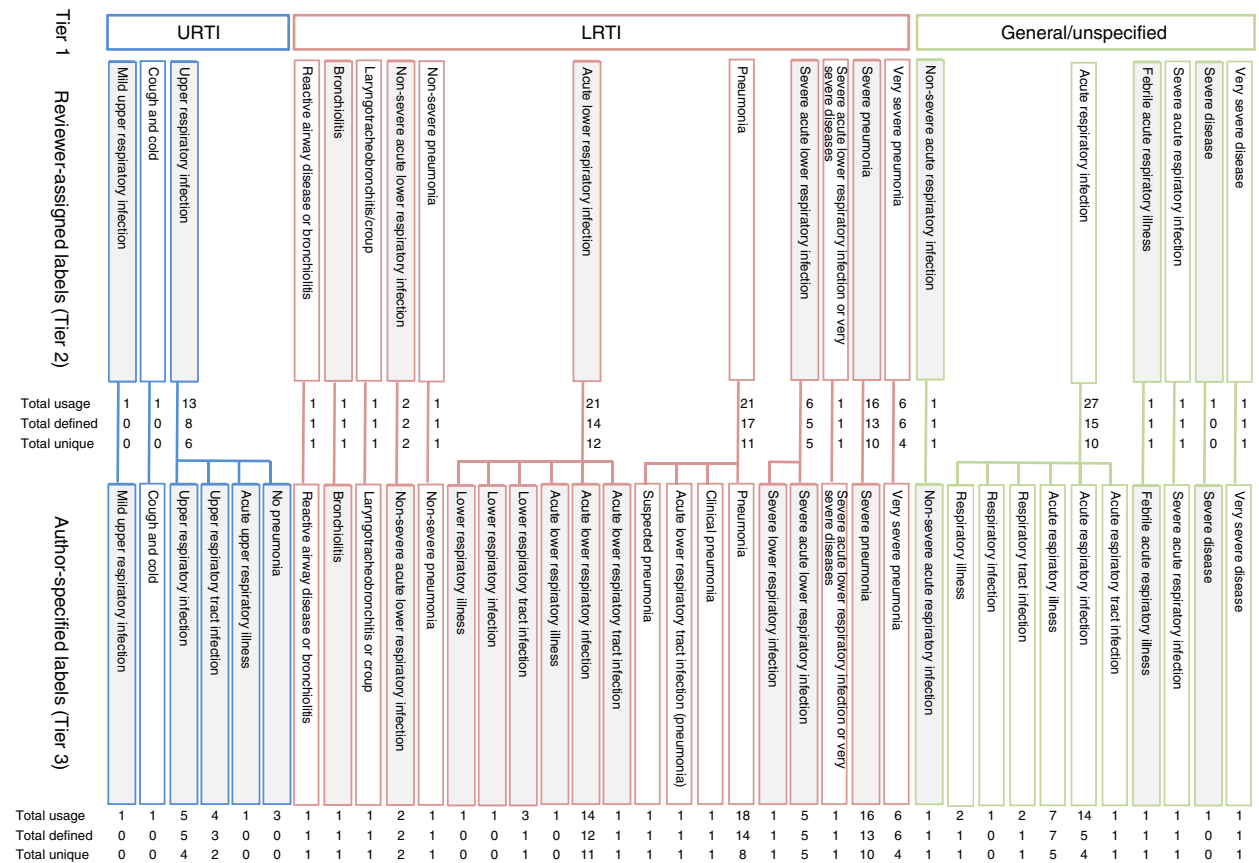 Tier 1
URTI
LRTI
General/unspecified
Reviewer-assigned labels (Tier 2)
Mild upper respiratory infection
Cough and cold
Upper respiratory infection
Reactive airway disease or bronchiolitis
Bronchiolitis
Laryngotracheobronchitis/croup
Non-severe acute lower respiratory infection
Non-severe pneumonia
Acute lower respiratory infection
Pneumonia
Severe acute lower respiratory infection
Severe acute lower respiratory infection or very
severe diseases
Severe pneumonia
Very severe pneumonia
Non-severe acute respiratory infection
Acute respiratory infection
Febrile acute respiratory illness
Severe acute respiratory infection
Severe disease
Very severe disease
Total usage 1 1 13 1 1 1 2 1 21 21 6 1 16 6 1 27 1 1 1 1
Total defined 0 0 8 1 1 1 2 1 14 17 5 1 13 6 1 15 1 1 0 1
Total unique 0 0 6 1 1 1 2 1 12 11 5 1 10 4 1 10 1 1 0 1
Author-specified labels (Tier 3)
Mild upper respiratory infection
Cough and cold
Upper respiratory infection
Upper respiratory tract infection
Acute upper respiratory illness
No pneumonia
Reactive airway disease or bronchiolitis
Bronchiolitis
Laryngotracheobronchitis or croup
Non-severe acute lower respiratory infection
Non-severe pneumonia
Lower respiratory illness
Lower respiratory infection
Lower respiratory tract infection
Acute lower respiratory illness
Acute lower respiratory infection
Acute lower respiratory tract infection
Suspected pneumonia
Acute lower respiratory tract infection (pneumonia)
Clinical pneumonia
Pneumonia
Severe lower respiratory infection
Severe acute lower respiratory infection
Severe acute lower respiratory infection or very
severe diseases
Severe pneumonia
Very severe pneumonia
Non-severe acute respiratory infection
Respiratory illness
Respiratory infection
Respiratory tract infection
Acute respiratory illness
Acute respiratory infection
Acute respiratory tract infection
Febrile acute respiratory illness
Severe acute respiratory infection
Severe disease
Very severe disease
Total usage 1 1 5 4 1 3 1 1 1 2 1 1 1 3 1 14 1 1 1 1 18 1 5 1 16 6 1 2 1 2 7 14 1 1 1 1 1
Total defined 0 0 5 3 0 0 1 1 1 2 1 0 0 1 0 12 1 1 1 1 14 1 5 1 13 6 1 1 0 1 7 5 1 1 1 0 1
Total unique 0 0 4 2 0 0 1 1 1 2 1 0 0 1 0 11 1 1 1 1 8 1 5 1 10 4 1 1 0 1 5 4 1 1 1 0 1